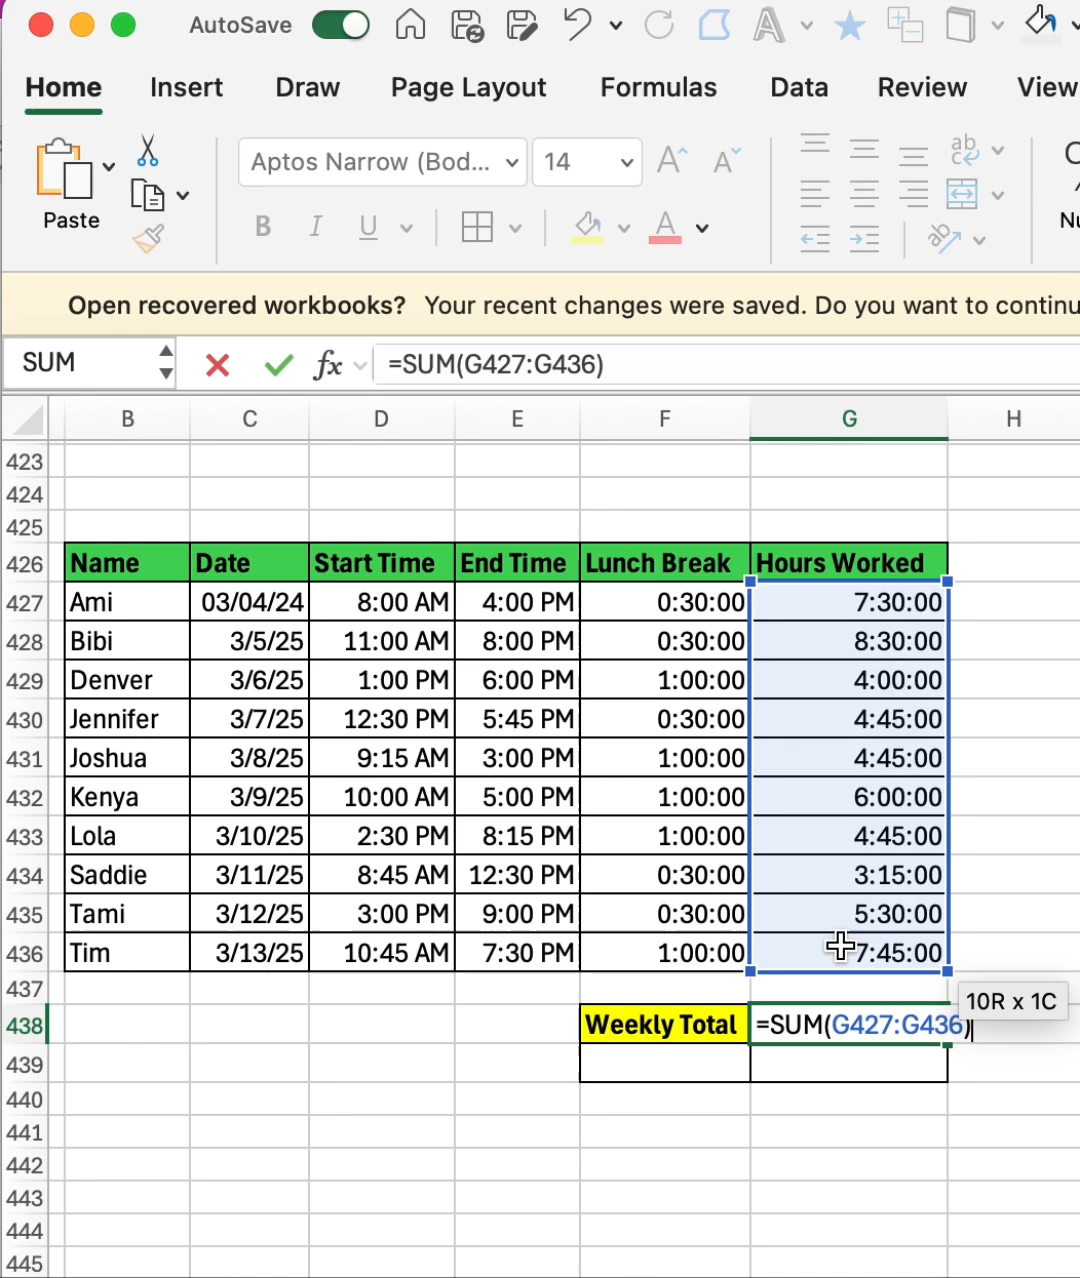 AutoSave
Home Insert Draw Page Layout Formulas Data Review View
Paste
Aptos Narrow (Bod... 14
B I U A
ab
Open recovered workbooks? Your recent changes were saved. Do you want to continu
SUM fx =SUM(G427:G436)
B C D E F G H
423
424
425
426 Name Date Start Time End Time Lunch Break Hours Worked
427 Ami 03/04/24 8:00 AM 4:00 PM 0:30:00 7:30:00
428 Bibi 3/5/25 11:00 AM 8:00 PM 0:30:00 8:30:00
429 Denver 3/6/25 1:00 PM 6:00 PM 1:00:00 4:00:00
430 Jennifer 3/7/25 12:30 PM 5:45 PM 0:30:00 4:45:00
431 Joshua 3/8/25 9:15 AM 3:00 PM 1:00:00 4:45:00
432 Kenya 3/9/25 10:00 AM 5:00 PM 1:00:00 6:00:00
433 Lola 3/10/25 2:30 PM 8:15 PM 1:00:00 4:45:00
434 Saddie 3/11/25 8:45 AM 12:30 PM 0:30:00 3:15:00
435 Tami 3/12/25 3:00 PM 9:00 PM 0:30:00 5:30:00
436 Tim 3/13/25 10:45 AM 7:30 PM 1:00:00 7:45:00
437
10R x 1C
438 Weekly Total =SUM(G427:G436)
439
440
441
442
443
444
445